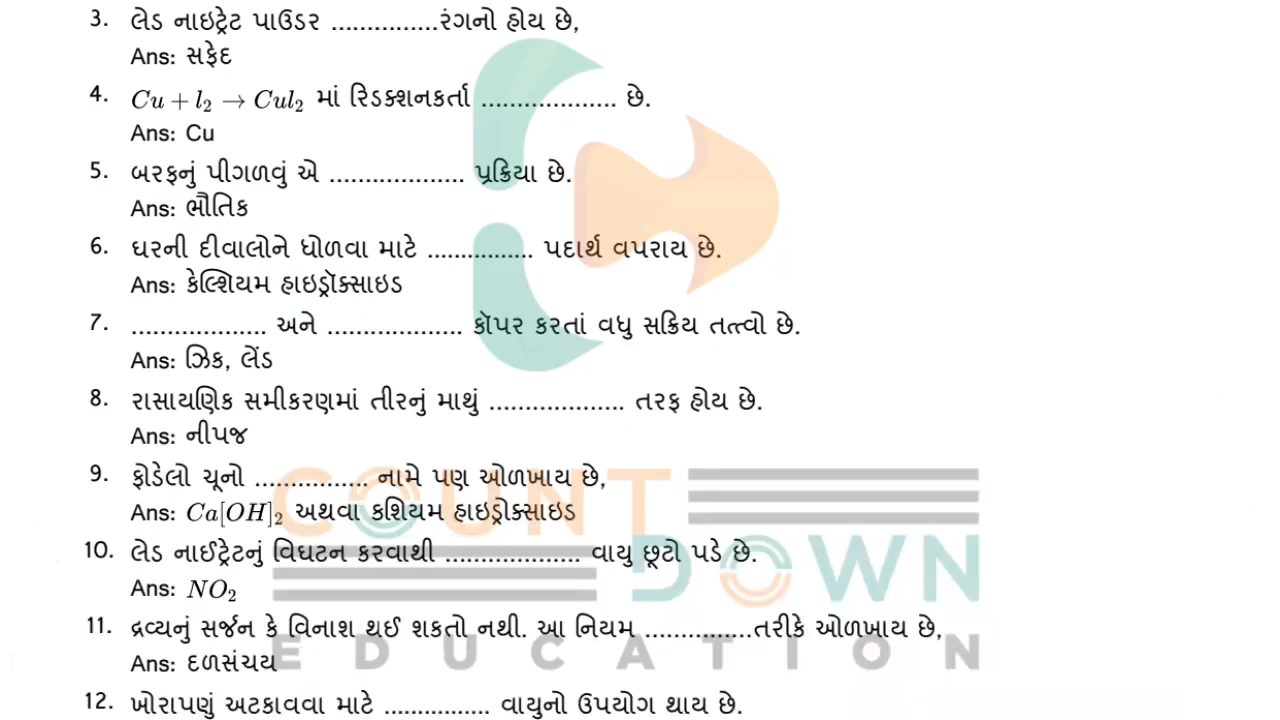 3. લેડ નાઇટ્રેટ પાઉડર ...............રંગનો હોય છે,
Ans: સફેદ
4. Cu + l₂ → Cul₂ માં રિડક્શનકર્તા ................... છે.
Ans: Cu
5. બરફનું પીગળવું એ ................... પ્રક્રિયા છે.
Ans: ભૌતિક
6. ઘરની દીવાલોને ધોળવા માટે ............... પદાર્થ વપરાય છે.
Ans: કેલ્શિયમ હાઇડ્રૉક્સાઇડ
7. ................... અને ................... કૉપર કરતાં વધુ સક્રિય તત્ત્વો છે.
Ans: ઝિંક, લેંડ
8. રાસાયણિક સમીકરણમાં તીરનું માથું ................... તરફ હોય છે.
Ans: નીપજ
9. ફોડેલો ચૂનો ................ નામે પણ ઓળખાય છે,
Ans: Ca[OH]₂ અથવા કશિયમ હાઇડ્રોક્સાઇડ
10. લેડ નાઈટ્રેટનું વિઘટન કરવાથી ................... વાયુ છૂટો પડે છે.
Ans: NO₂
11. દ્રવ્યનું સર્જન કે વિનાશ થઈ શકતો નથી. આ નિયમ ...............તરીકે ઓળખાય છે,
Ans: દળસંચય
12. ખોરાપણું અટકાવવા માટે ............... વાયુનો ઉપયોગ થાય છે.
COUNT
DOWN
EDUCATION